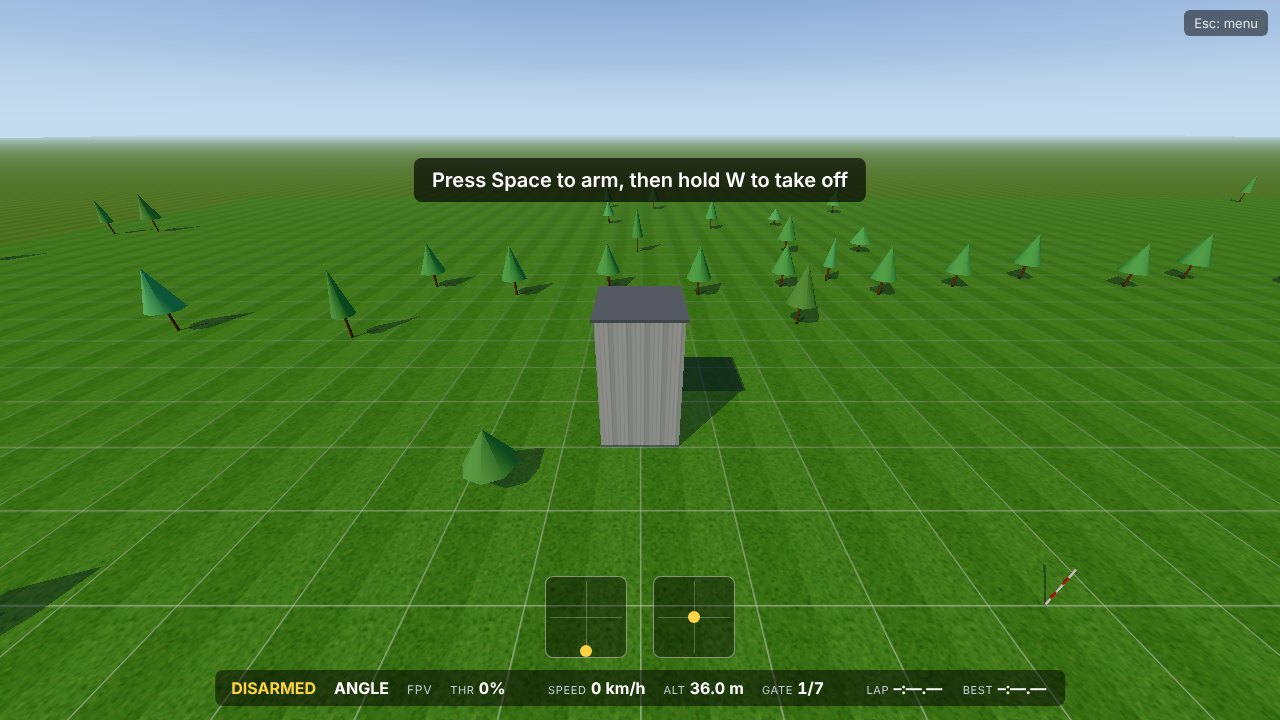 Esc: menu
Press Space to arm, then hold W to take off
DISARMED ANGLE FPV THR 0% SPEED 0 km/h ALT 36.0 m GATE 1/7 LAP –:––.–– BEST –:––.––